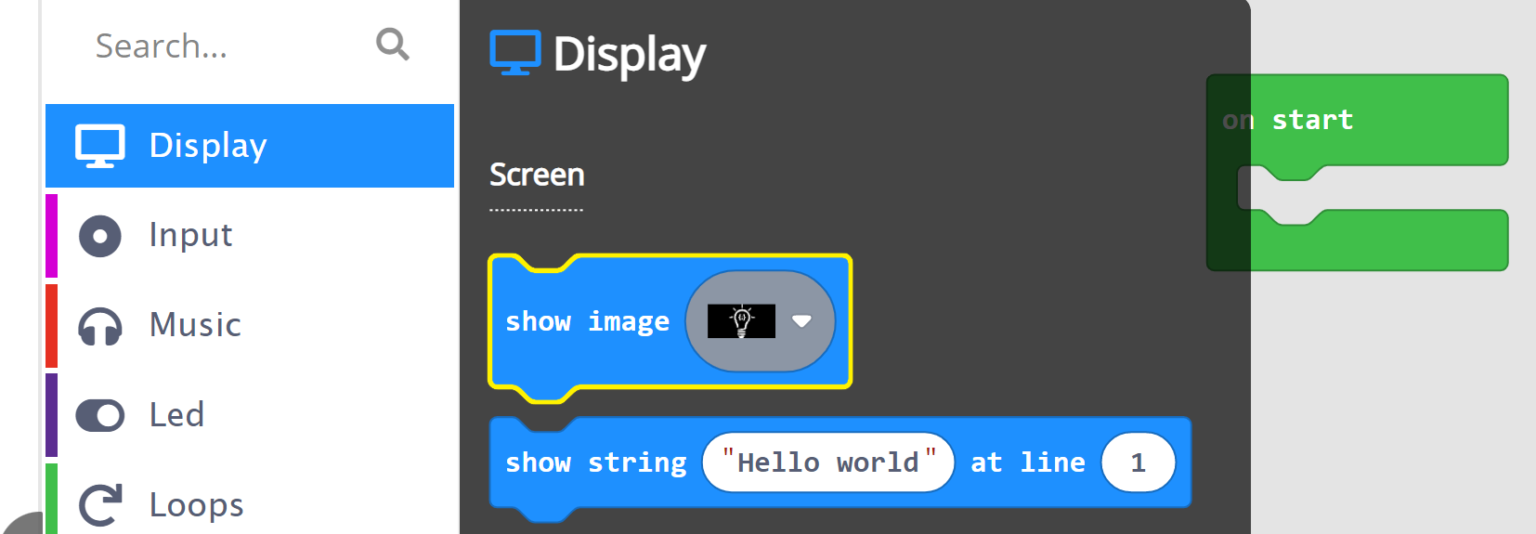 Search...
Display
Input
Music
Led
Loops
Display
Screen
show image
show string "Hello world" at line 1
on start